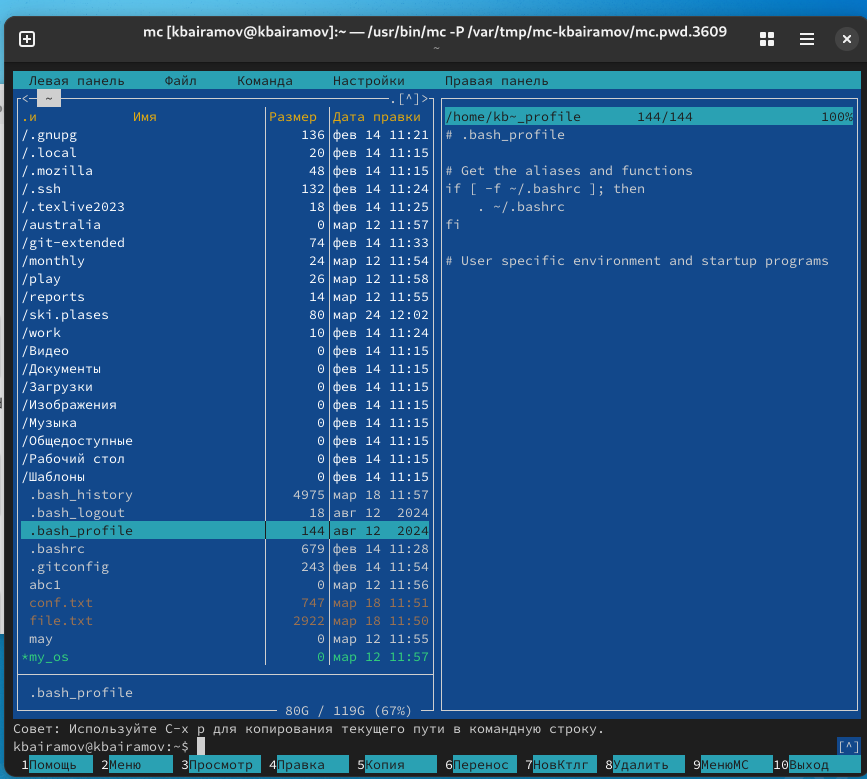 mc [kbairamov@kbairamov]:~ — /usr/bin/mc -P /var/tmp/mc-kbairamov/mc.pwd.3609
~
Левая панель Файл Команда Настройки Правая панель
<— ~ —.[^]>
.и Имя Размер Дата правки
/.gnupg 136 фев 14 11:21
/.local 20 фев 14 11:15
/.mozilla 48 фев 14 11:15
/.ssh 132 фев 14 11:24
/.texlive2023 18 фев 14 11:25
/australia 0 мар 12 11:57
/git-extended 74 фев 14 11:33
/monthly 24 мар 12 11:54
/play 26 мар 12 11:58
/reports 14 мар 12 11:55
/ski.plases 80 мар 24 12:02
/work 10 фев 14 11:24
/Видео 0 фев 14 11:15
/Документы 0 фев 14 11:15
/Загрузки 0 фев 14 11:15
/Изображения 0 фев 14 11:15
/Музыка 0 фев 14 11:15
/Общедоступные 0 фев 14 11:15
/Рабочий стол 0 фев 14 11:15
/Шаблоны 0 фев 14 11:15
.bash_history 4975 мар 18 11:57
.bash_logout 18 авг 12 2024
.bash_profile 144 авг 12 2024
.bashrc 679 фев 14 11:28
.gitconfig 243 фев 14 11:54
abc1 0 мар 12 11:56
conf.txt 747 мар 18 11:51
file.txt 2922 мар 18 11:50
may 0 мар 12 11:55
*my_os 0 мар 12 11:57
.bash_profile
80G / 119G (67%)
/home/kb~_profile 144/144 100%
# .bash_profile
# Get the aliases and functions
if [ -f ~/.bashrc ]; then
. ~/.bashrc
fi
# User specific environment and startup programs
Совет: Используйте C-x p для копирования текущего пути в командную строку.
kbairamov@kbairamov:~$ [^]
1Помощь 2Меню 3Просмотр 4Правка 5Копия 6Перенос 7НовКтлг 8Удалить 9МенюМС 10Выход